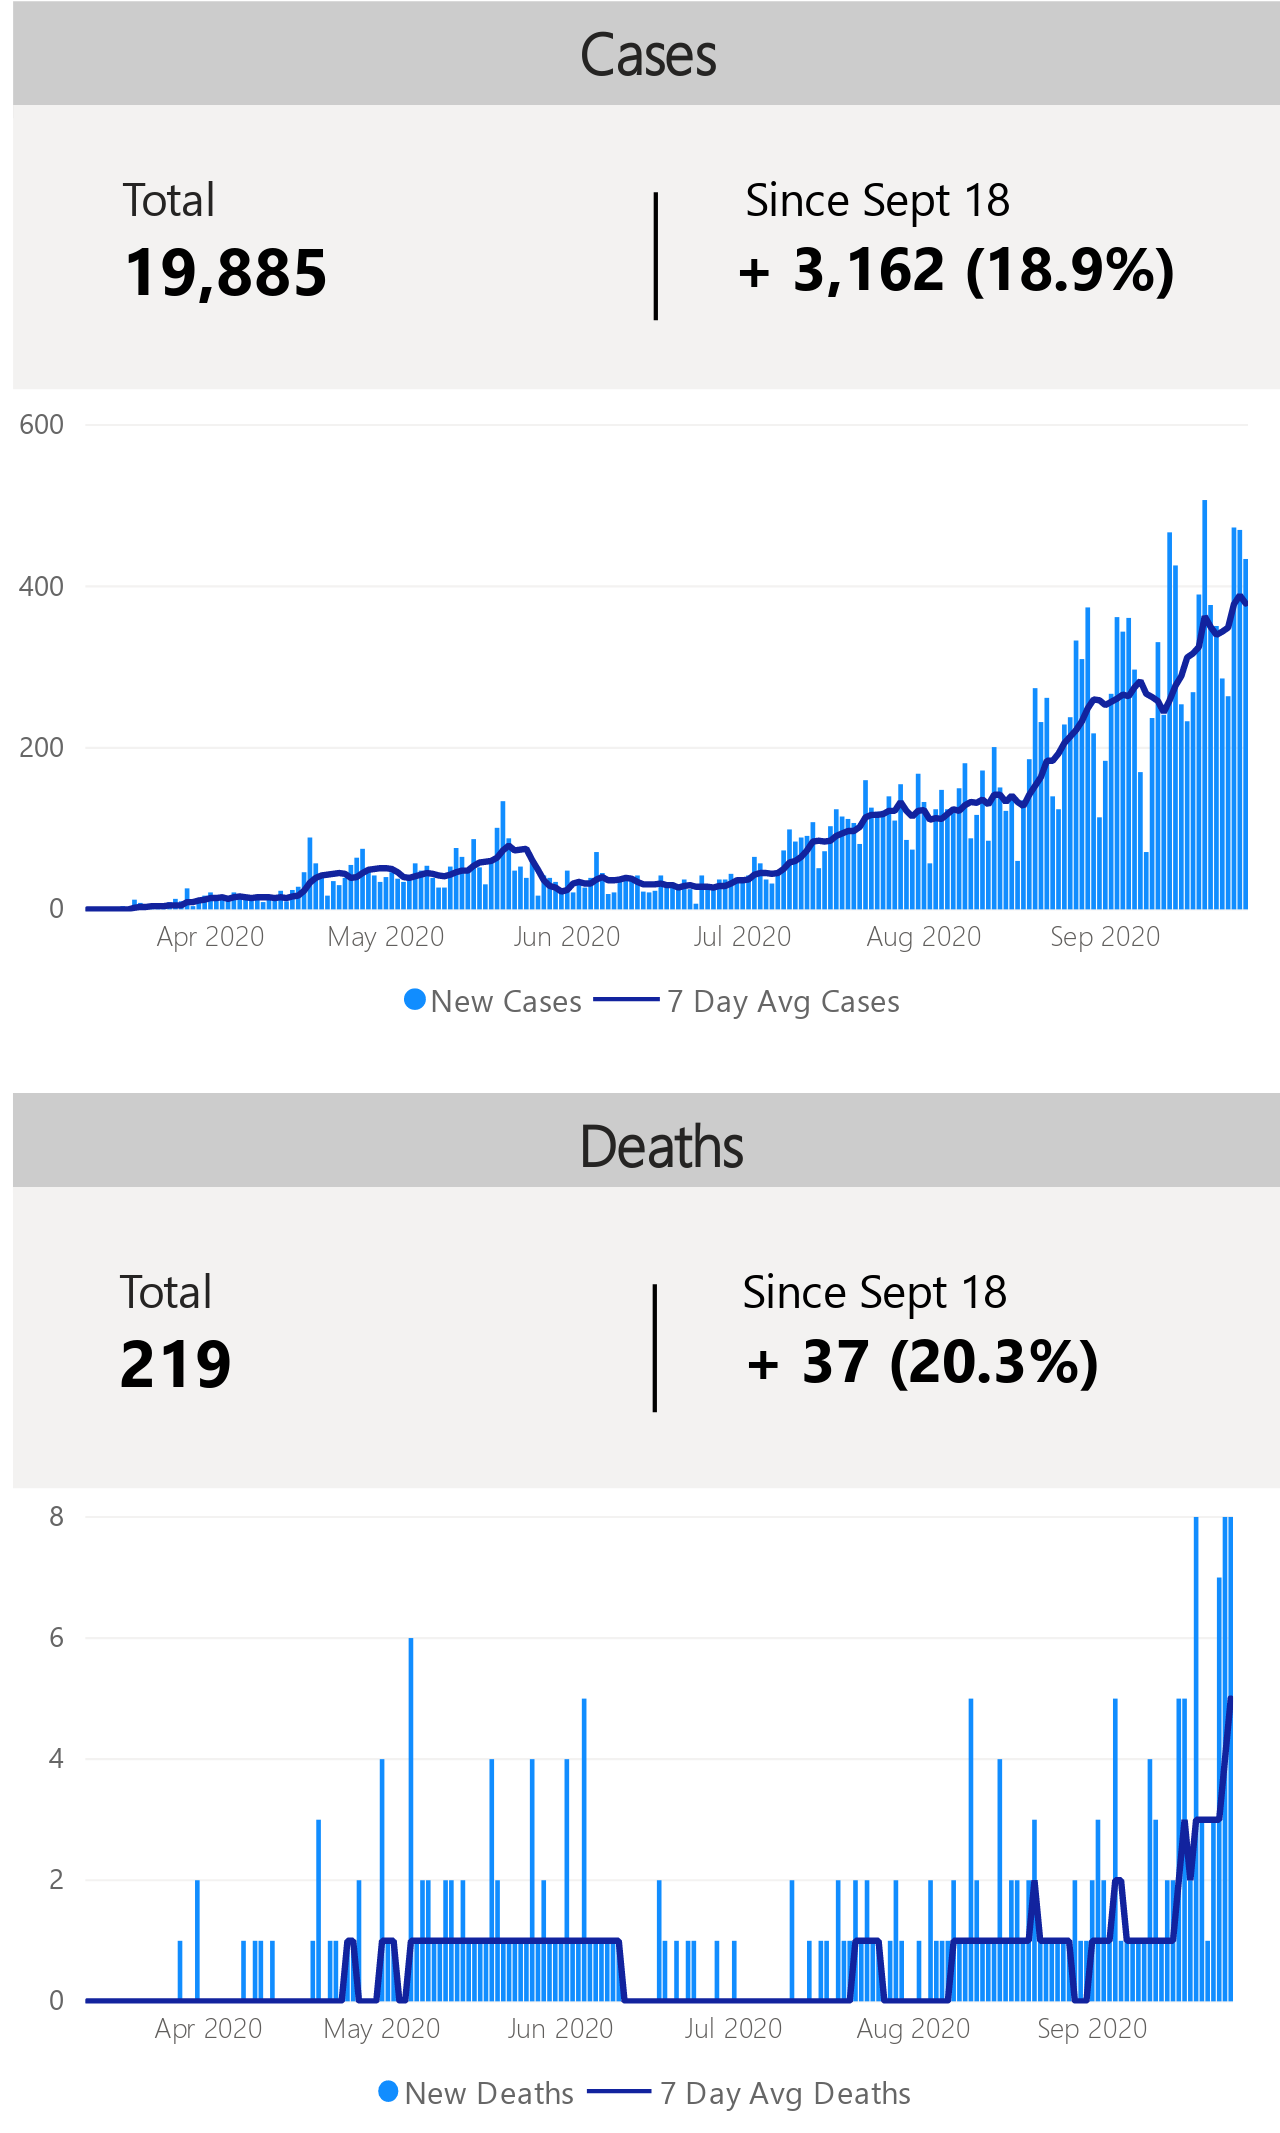 Cases
Total
Since Sept 18
19,885
+ 3,162 (18.9%)
600
400
200
0
Apr 2020 May 2020 Jun 2020 Jul 2020 Aug 2020 Sep 2020
New Cases 7 Day Avg Cases
Deaths
Total
Since Sept 18
219
+ 37 (20.3%)
8
6
4
2
0
Apr 2020 May 2020 Jun 2020 Jul 2020 Aug 2020 Sep 2020
New Deaths 7 Day Avg Deaths